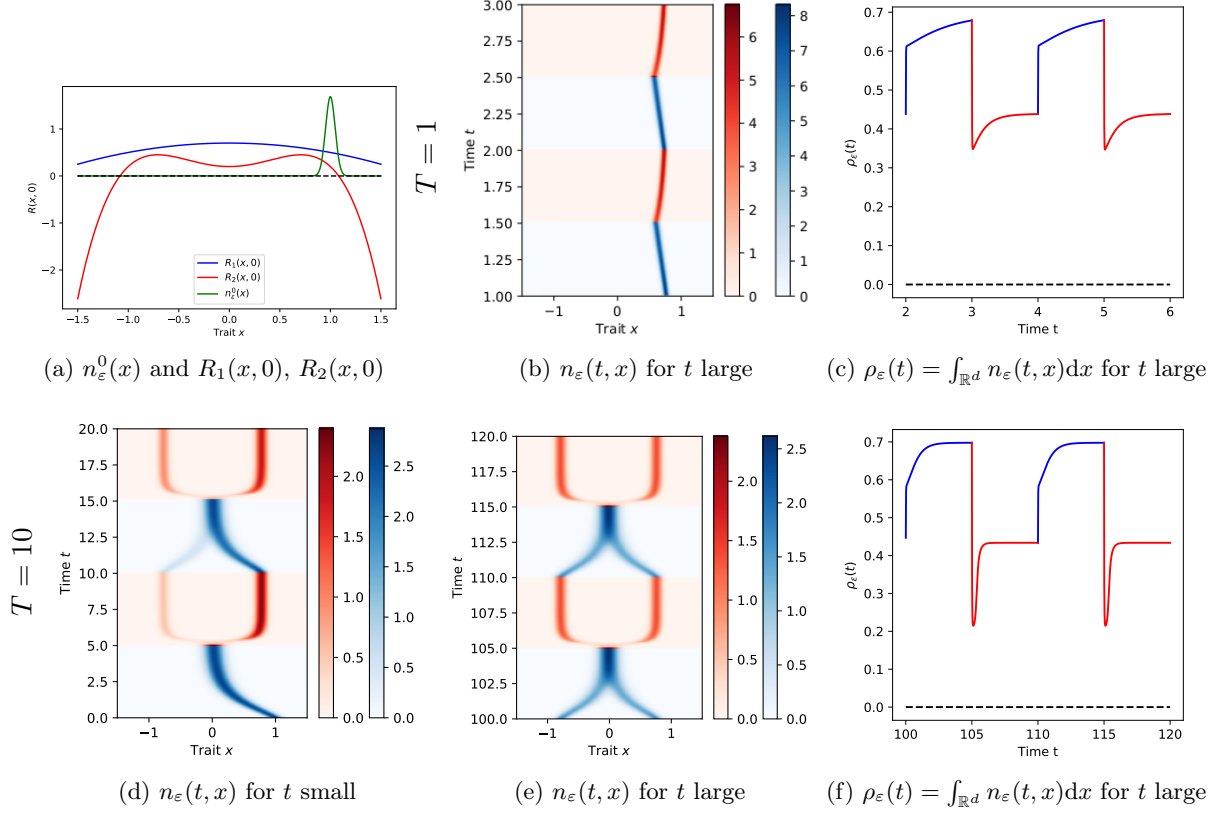 1
0
−1
−2
R(x, 0)
R₁(x, 0)
R₂(x, 0)
n⁰_ε(x)
−1.5 −1.0 −0.5 0.0 0.5 1.0 1.5
Trait x
(a) n⁰_ε(x) and R₁(x, 0), R₂(x, 0)
T = 1
3.00
2.50
2.00
1.50
1.00
Time t
−1 0 1
Trait x
6
5
4
3
2
1
0
8
7
6
5
4
3
2
1
0
(b) n_ε(t, x) for t large
0.7
0.6
0.5
0.4
0.3
0.2
0.1
0.0
ρ_ε(t)
2 3 4 5 6
Time t
(c) ρ_ε(t) = ∫_ℝᵈ n_ε(t, x)dx for t large
T = 10
20.0
17.5
15.0
12.5
10.0
7.5
5.0
2.5
0.0
Time t
−1 0 1
Trait x
2.0
1.5
1.0
0.5
0.0
2.5
2.0
1.5
1.0
0.5
0.0
(d) n_ε(t, x) for t small
120.0
117.5
115.0
112.5
110.0
107.5
105.0
102.5
100.0
Time t
−1 0 1
Trait x
2.0
1.5
1.0
0.5
0.0
2.5
2.0
1.5
1.0
0.5
0.0
(e) n_ε(t, x) for t large
0.7
0.6
0.5
0.4
0.3
0.2
0.1
0.0
ρ_ε(t)
100 105 110 115 120
Time t
(f) ρ_ε(t) = ∫_ℝᵈ n_ε(t, x)dx for t large